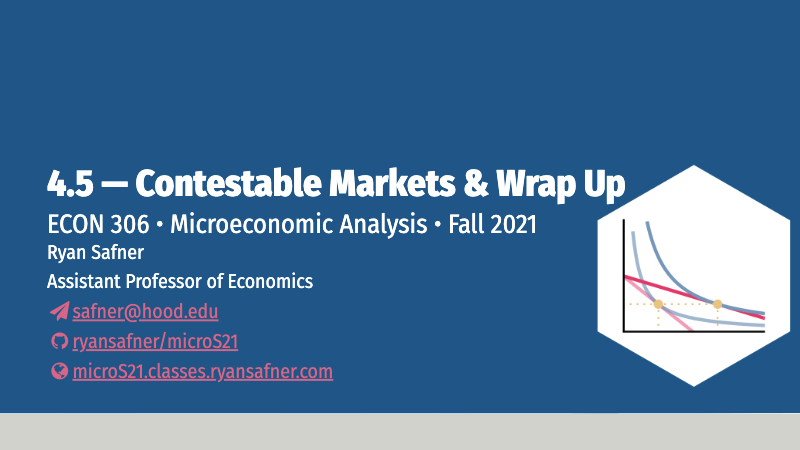 4.5 — Contestable Markets & Wrap Up
ECON 306 • Microeconomic Analysis • Fall 2021
Ryan Safner
Assistant Professor of Economics
safner@hood.edu
ryansafner/microS21
microS21.classes.ryansafner.com